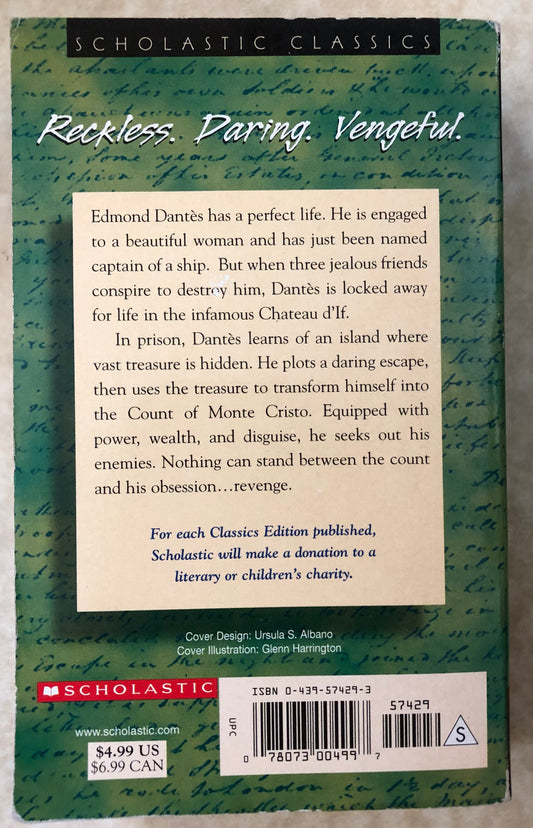 SCHOLASTIC CLASSICS
Reckless. Daring. Vengeful.
Edmond Dantès has a perfect life. He is engaged
to a beautiful woman and has just been named
captain of a ship. But when three jealous friends
conspire to destroy him, Dantès is locked away
for life in the infamous Chateau d'If.
In prison, Dantès learns of an island where
vast treasure is hidden. He plots a daring escape,
then uses the treasure to transform himself into
the Count of Monte Cristo. Equipped with
power, wealth, and disguise, he seeks out his
enemies. Nothing can stand between the count
and his obsession...revenge.
For each Classics Edition published,
Scholastic will make a donation to a
literary or children's charity.
Cover Design: Ursula S. Albano
Cover Illustration: Glenn Harrington
SCHOLASTIC
www.scholastic.com
$4.99 US
$6.99 CAN
ISBN 0-439-57429-3
57429
UPC
0 78073 00499 7
S